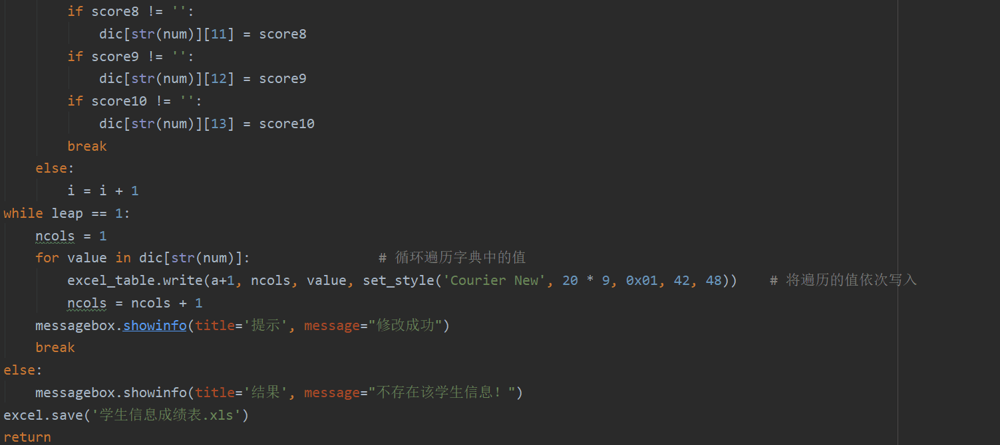 if score8 != '':
dic[str(num)][11] = score8
if score9 != '':
dic[str(num)][12] = score9
if score10 != '':
dic[str(num)][13] = score10
break
else:
i = i + 1
while leap == 1:
ncols = 1
for value in dic[str(num)]: # 循环遍历字典中的值
excel_table.write(a+1, ncols, value, set_style('Courier New', 20 * 9, 0x01, 42, 48)) # 将遍历的值依次写入
ncols = ncols + 1
messagebox.showinfo(title='提示', message="修改成功")
break
else:
messagebox.showinfo(title='结果', message="不存在该学生信息！")
excel.save('学生信息成绩表.xls')
return